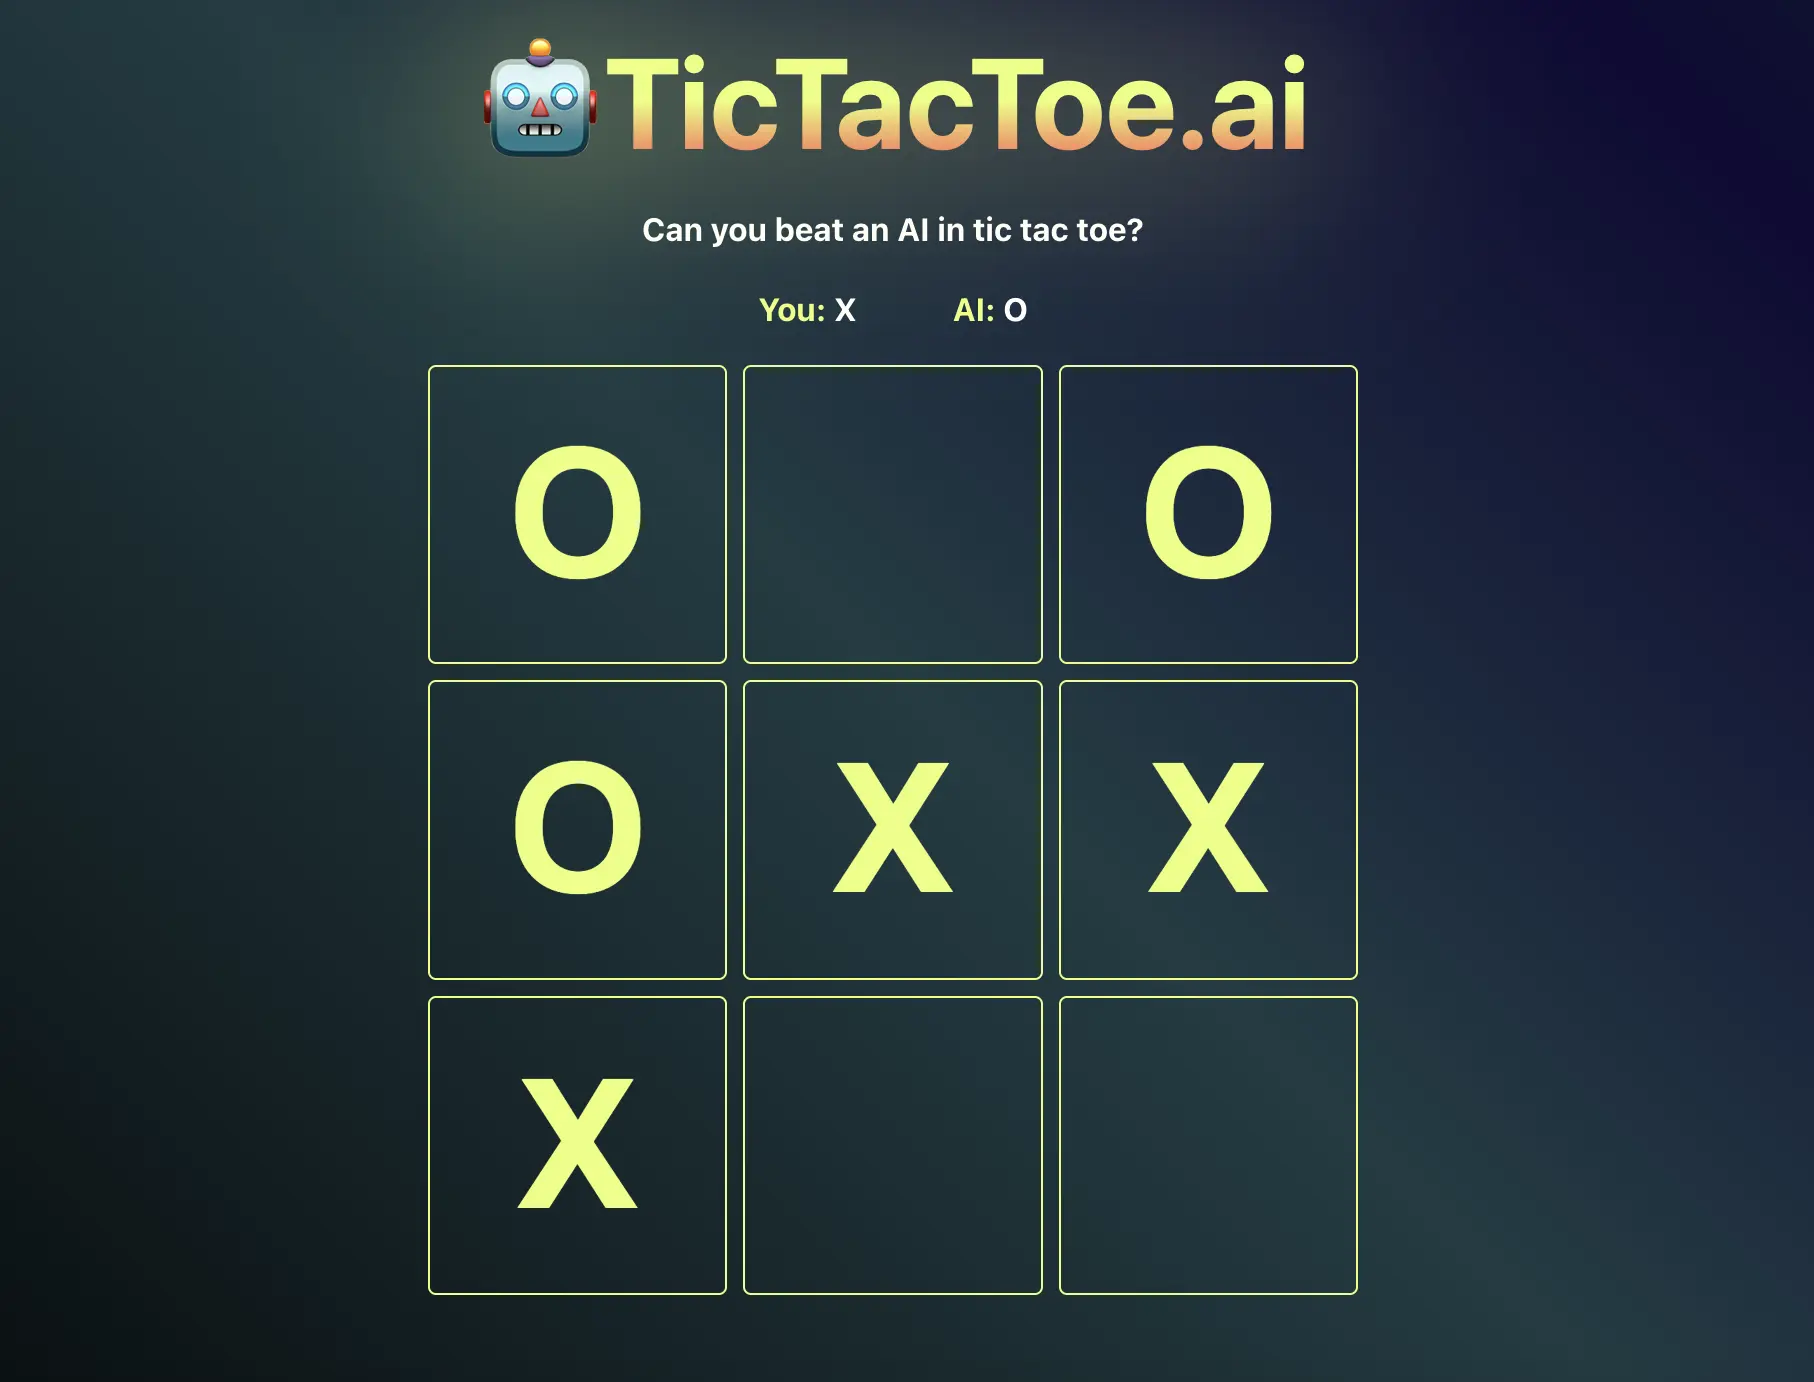 TicTacToe.ai
Can you beat an AI in tic tac toe?
You: X AI: O
O O
O X X
X